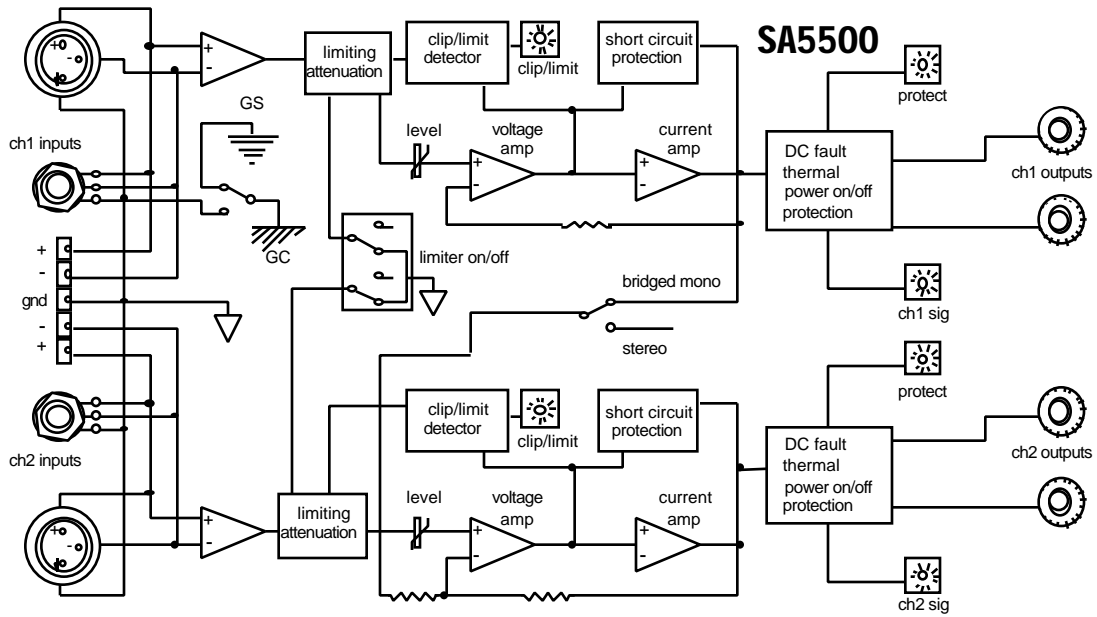 SA5500
clip/limit
detector
clip/limit
short circuit
protection
limiting
attenuation
protect
GS
ch1 inputs
level
voltage
amp
current
amp
DC fault
thermal
power on/off
protection
ch1 outputs
+
-
+
-
+
-
+
-
GC
limiter on/off
bridged mono
stereo
ch1 sig
+
-
gnd
-
+
protect
ch2 inputs
clip/limit
detector
clip/limit
short circuit
protection
DC fault
thermal
power on/off
protection
ch2 outputs
level
voltage
amp
current
amp
limiting
attenuation
+
-
+
-
+
-
+
-
ch2 sig